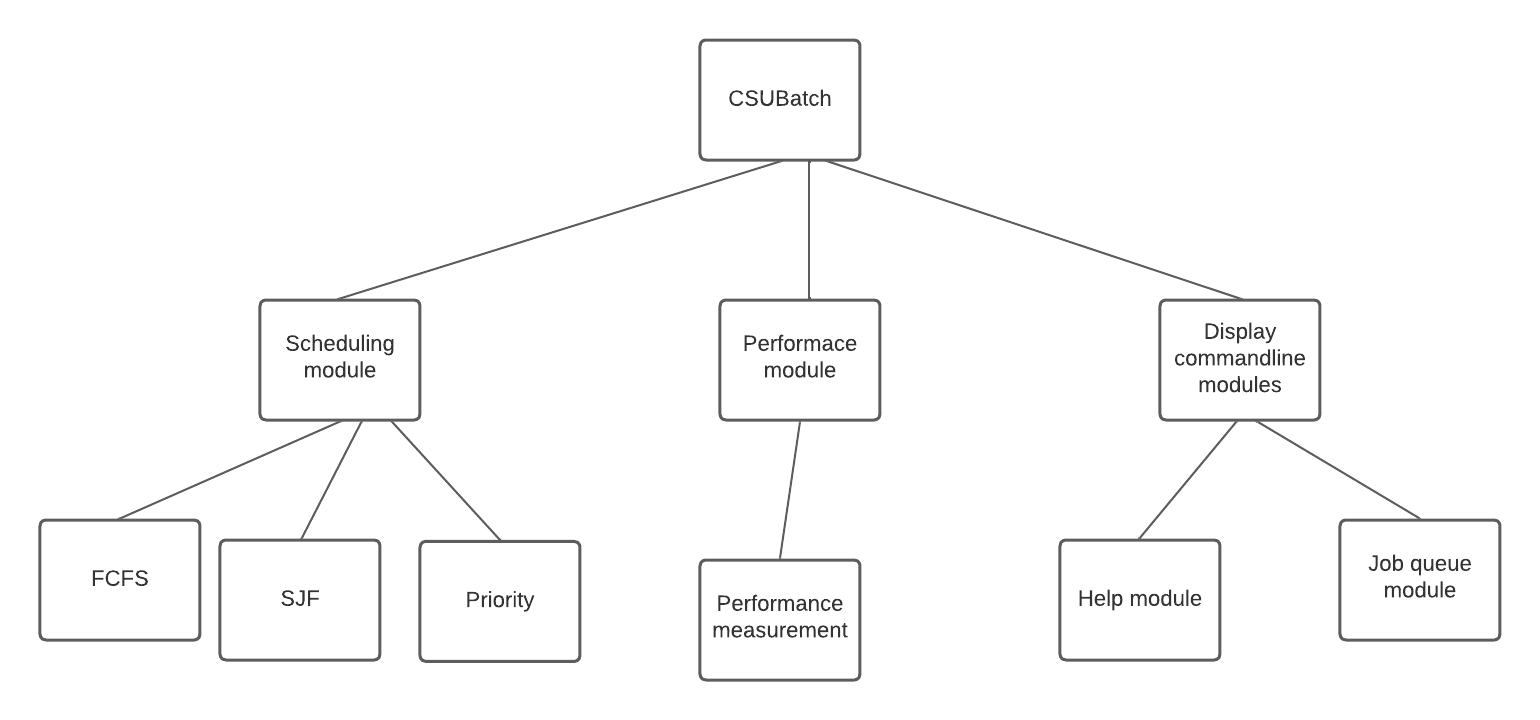 CSUBatch
Scheduling
module
Performace
module
Display
commandline
modules
FCFS
SJF
Priority
Performance
measurement
Help module
Job queue
module